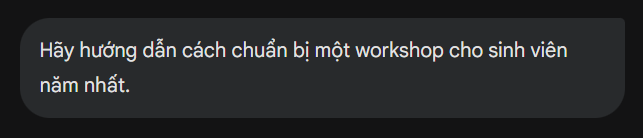 Hãy hướng dẫn cách chuẩn bị một workshop cho sinh viên
năm nhất.